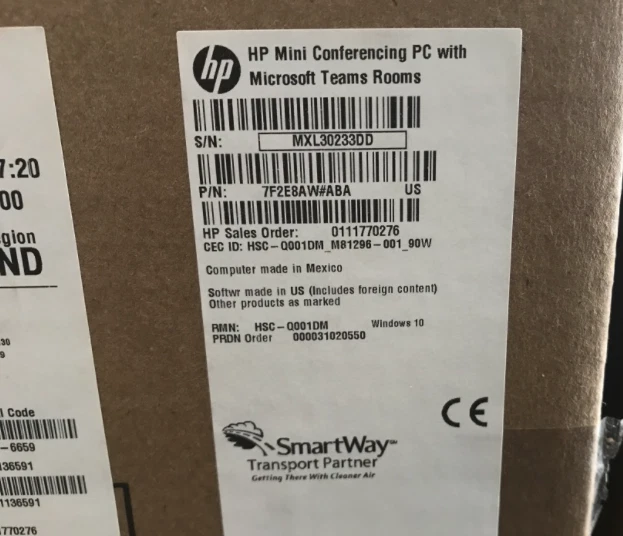 hp
HP Mini Conferencing PC with
Microsoft Teams Rooms
S/N: MXL30233DD
P/N: 7F2E8AW#ABA US
HP Sales Order: 0111770276
CEC ID: HSC-Q001DM_M81296-001_90W
Computer made in Mexico
Softwr made in US (Includes foreign content)
Other products as marked
RMN: HSC-Q001DM Windows 10
PRDN Order 000031020550
CE
SmartWay
Transport Partner
Getting There With Cleaner Air
7:20
00
gion
ND
30
9
l Code
-6659
136591
1136591
770276